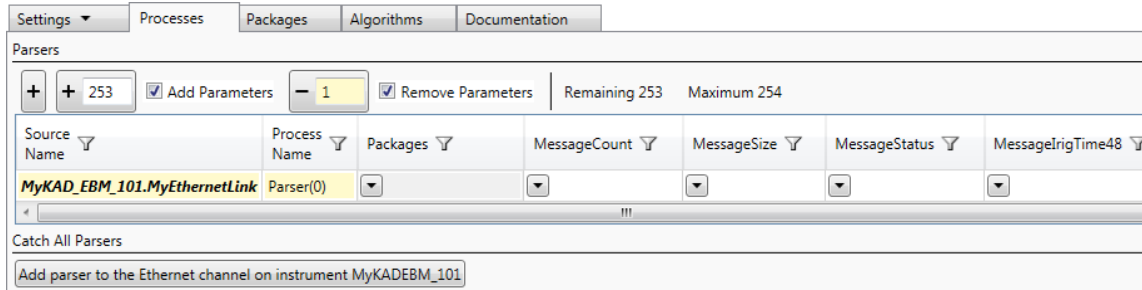 Settings Processes Packages Algorithms Documentation
Parsers
+ + 253 Add Parameters − 1 Remove Parameters Remaining 253 Maximum 254
Source Name Process Name Packages MessageCount MessageSize MessageStatus MessageIrigTime48
MyKAD_EBM_101.MyEthernetLink Parser(0)
Catch All Parsers
Add parser to the Ethernet channel on instrument MyKADEBM_101